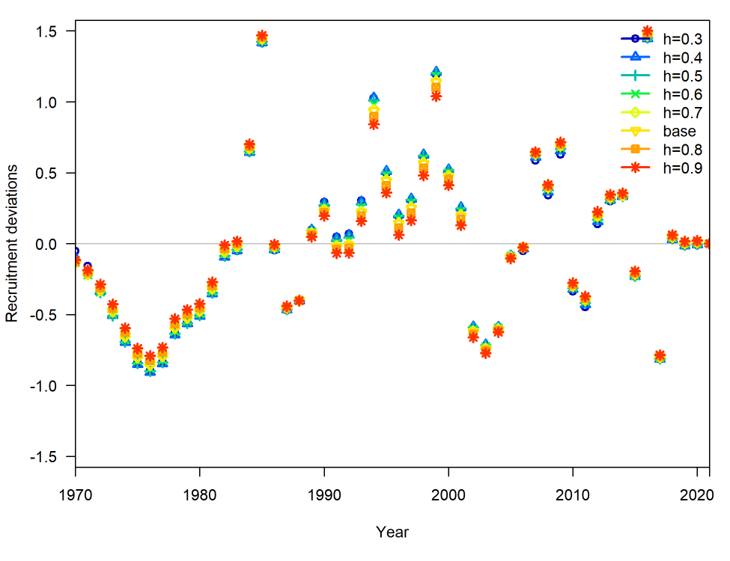 1.5
1.0
0.5
0.0
-0.5
-1.0
-1.5
Recruitment deviations
h=0.3
h=0.4
h=0.5
h=0.6
h=0.7
base
h=0.8
h=0.9
1970 1980 1990 2000 2010 2020
Year